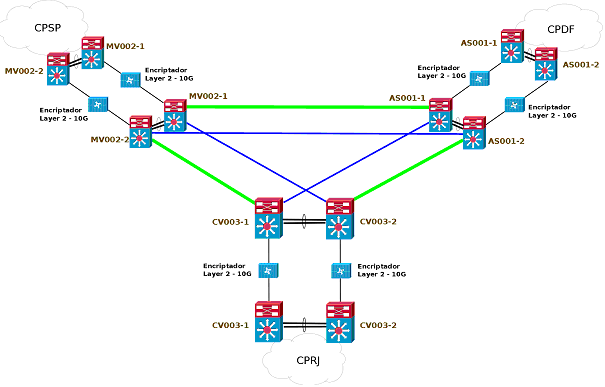 CPSP
MV002-1
MV002-2
Encriptador
Layer 2 - 10G
Encriptador
Layer 2 - 10G
MV002-1
MV002-2
CPDF
AS001-1
AS001-2
Encriptador
Layer 2 - 10G
Encriptador
Layer 2 - 10G
AS001-1
AS001-2
CV003-1
CV003-2
Encriptador
Layer 2 - 10G
Encriptador
Layer 2 - 10G
CV003-1
CV003-2
CPRJ